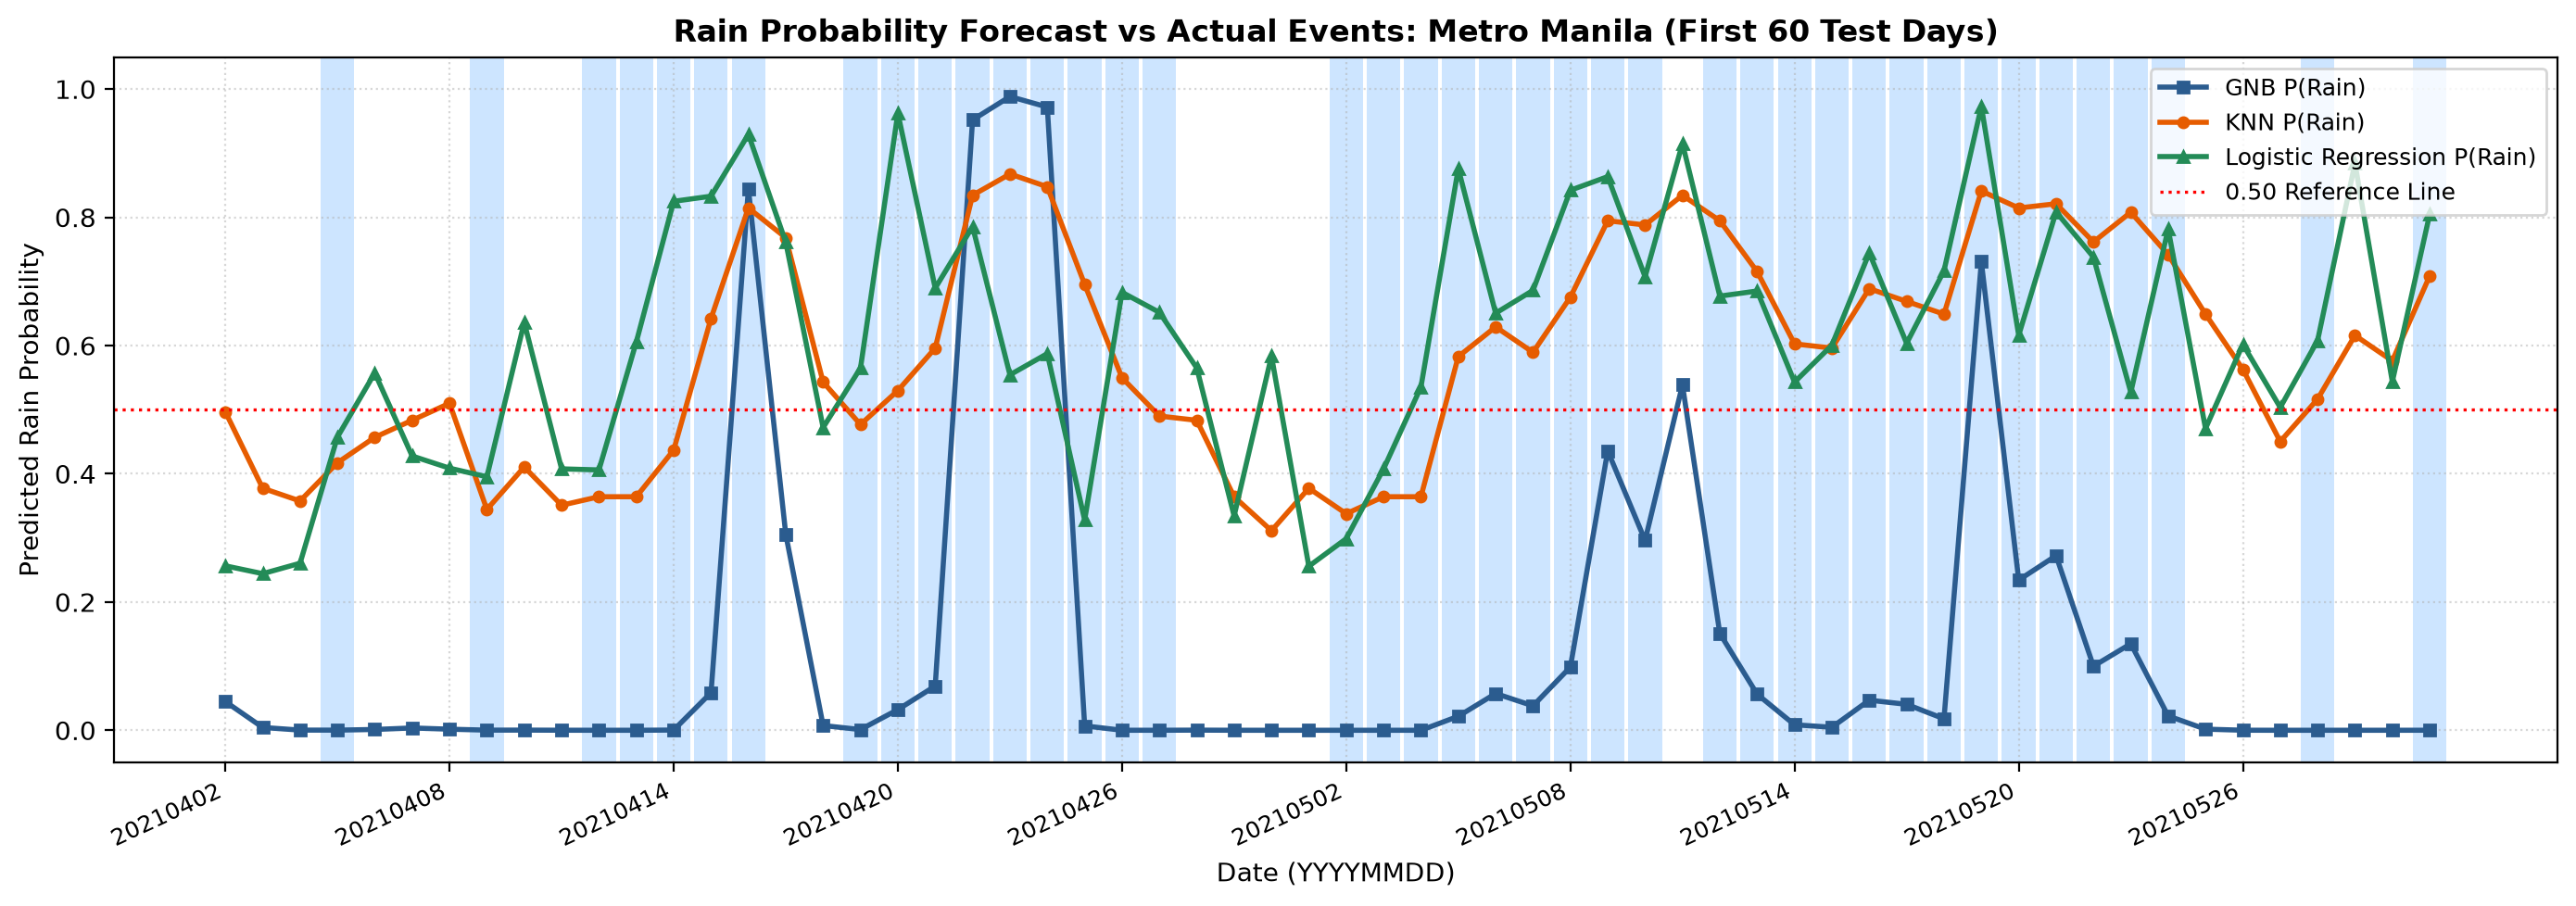 Rain Probability Forecast vs Actual Events: Metro Manila (First 60 Test Days)
Predicted Rain Probability
1.0
0.8
0.6
0.4
0.2
0.0
GNB P(Rain)
KNN P(Rain)
Logistic Regression P(Rain)
0.50 Reference Line
20210402
20210408
20210414
20210420
20210426
20210502
20210508
20210514
20210520
20210526
Date (YYYYMMDD)